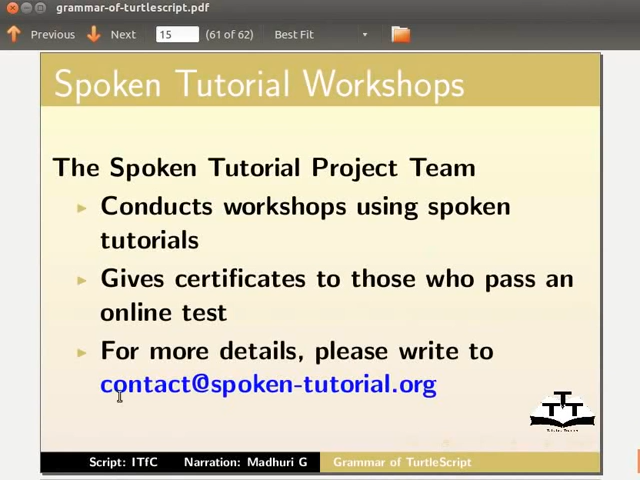 grammar-of-turtlescript.pdf
Previous Next 15 (61 of 62) Best Fit
Spoken Tutorial Workshops
The Spoken Tutorial Project Team
Conducts workshops using spoken
tutorials
Gives certificates to those who pass an
online test
For more details, please write to
contact@spoken-tutorial.org
Script: ITfC Narration: Madhuri G Grammar of TurtleScript